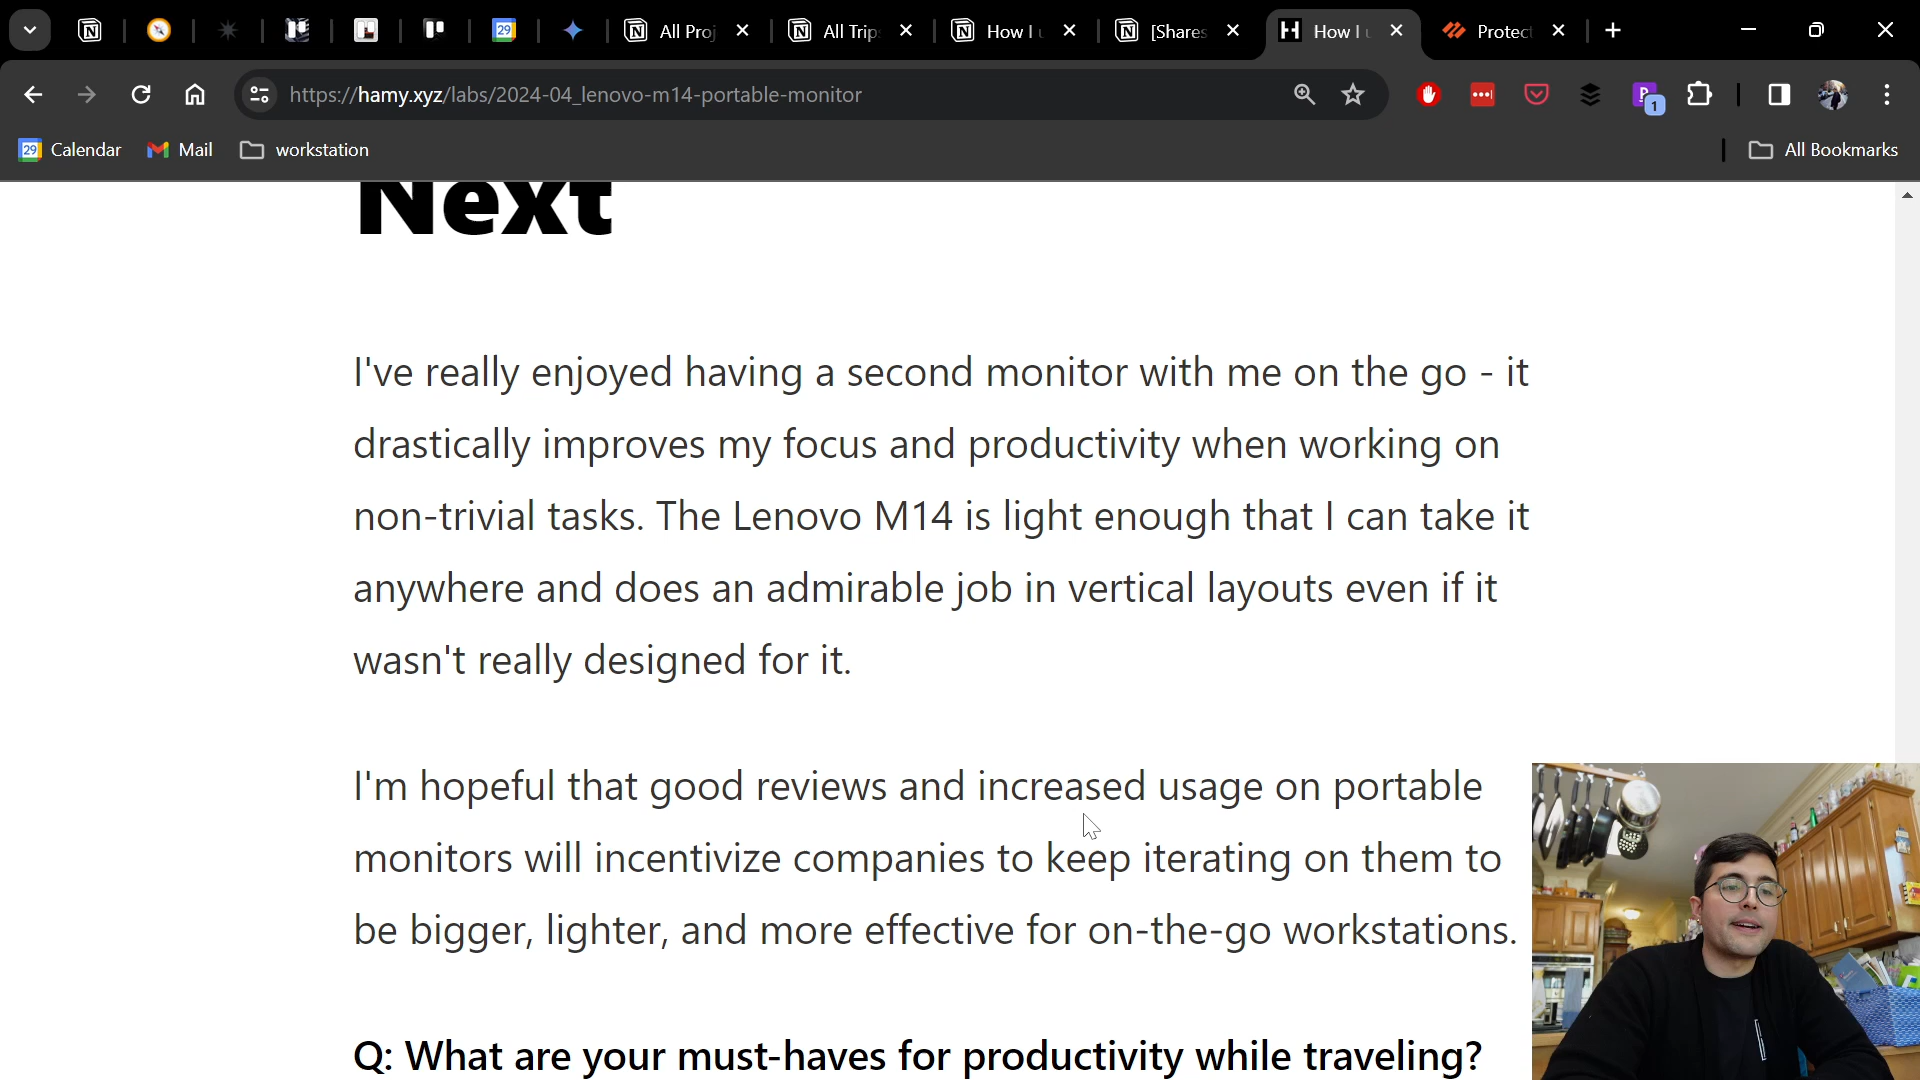 All Proj
All Trip
How I u
[Shares
How I u
Protect
https://hamy.xyz/labs/2024-04_lenovo-m14-portable-monitor
1
29
Calendar
Mail
workstation
All Bookmarks
Next
I've really enjoyed having a second monitor with me on the go - it
drastically improves my focus and productivity when working on
non-trivial tasks. The Lenovo M14 is light enough that I can take it
anywhere and does an admirable job in vertical layouts even if it
wasn't really designed for it.
I'm hopeful that good reviews and increased usage on portable
monitors will incentivize companies to keep iterating on them to
be bigger, lighter, and more effective for on-the-go workstations.
Q: What are your must-haves for productivity while traveling?